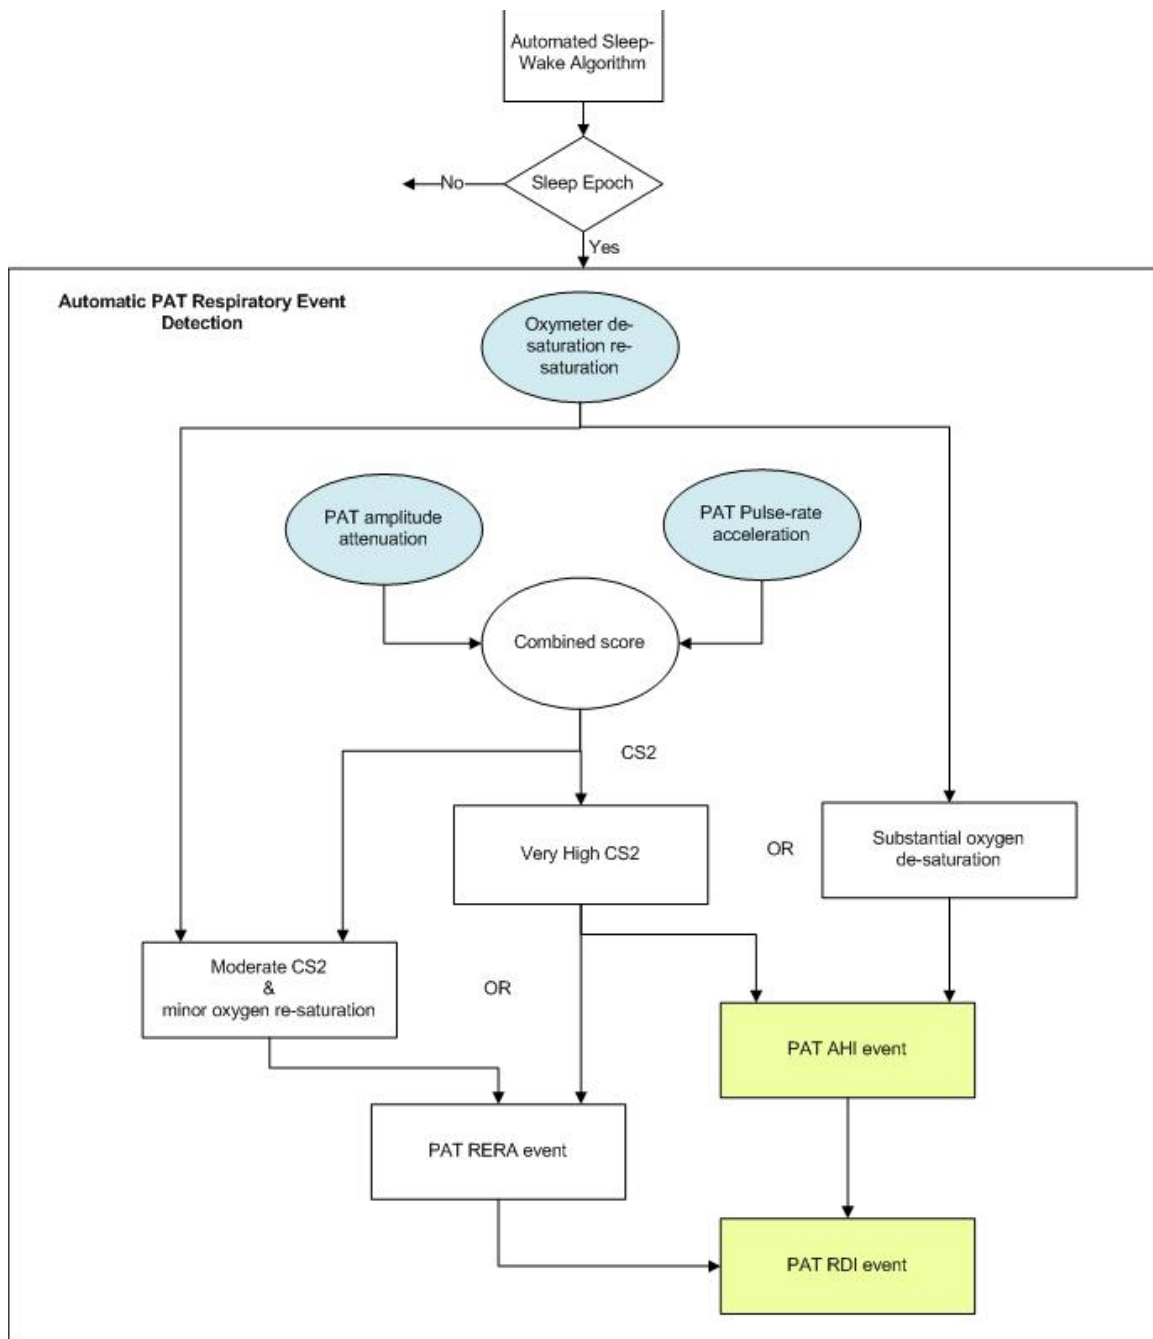 Automated Sleep-
Wake Algorithm
No
Sleep Epoch
Yes
Automatic PAT Respiratory Event
Detection
Oxymeter de-
saturation re-
saturation
PAT amplitude
attenuation
PAT Pulse-rate
acceleration
Combined score
CS2
Very High CS2
OR
Substantial oxygen
de-saturation
Moderate CS2
&
minor oxygen re-saturation
OR
PAT AHI event
PAT RERA event
PAT RDI event